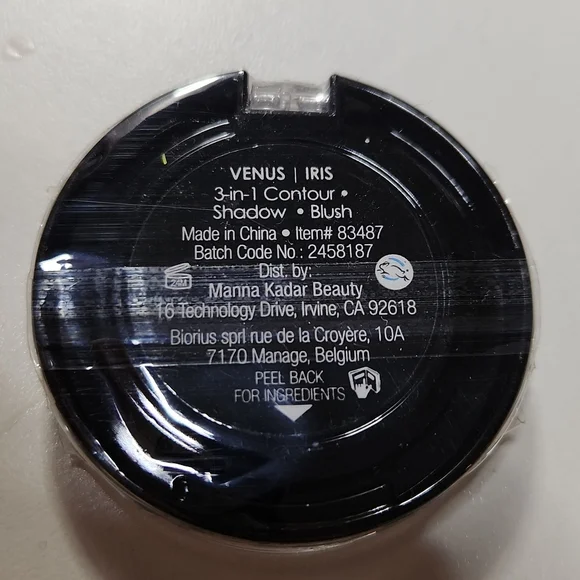 VENUS | IRIS
3-in-1 Contour •
Shadow • Blush
Made in China • Item# 83487
Batch Code No : 2458187
Dist. by:
24M
Manna Kadar Beauty
16 Technology Drive, Irvine, CA 92618
Biorius sprl rue de la Croyère, 10A
7170 Manage, Belgium
PEEL BACK
FOR INGREDIENTS